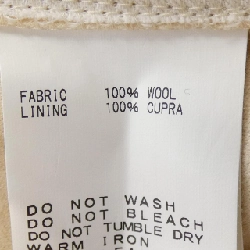 FABRIC 100% WOOL
LINING 100% CUPRA
DO NOT WASH
DO NOT BLEACH
DO NOT TUMBLE DRY
WARM IRON